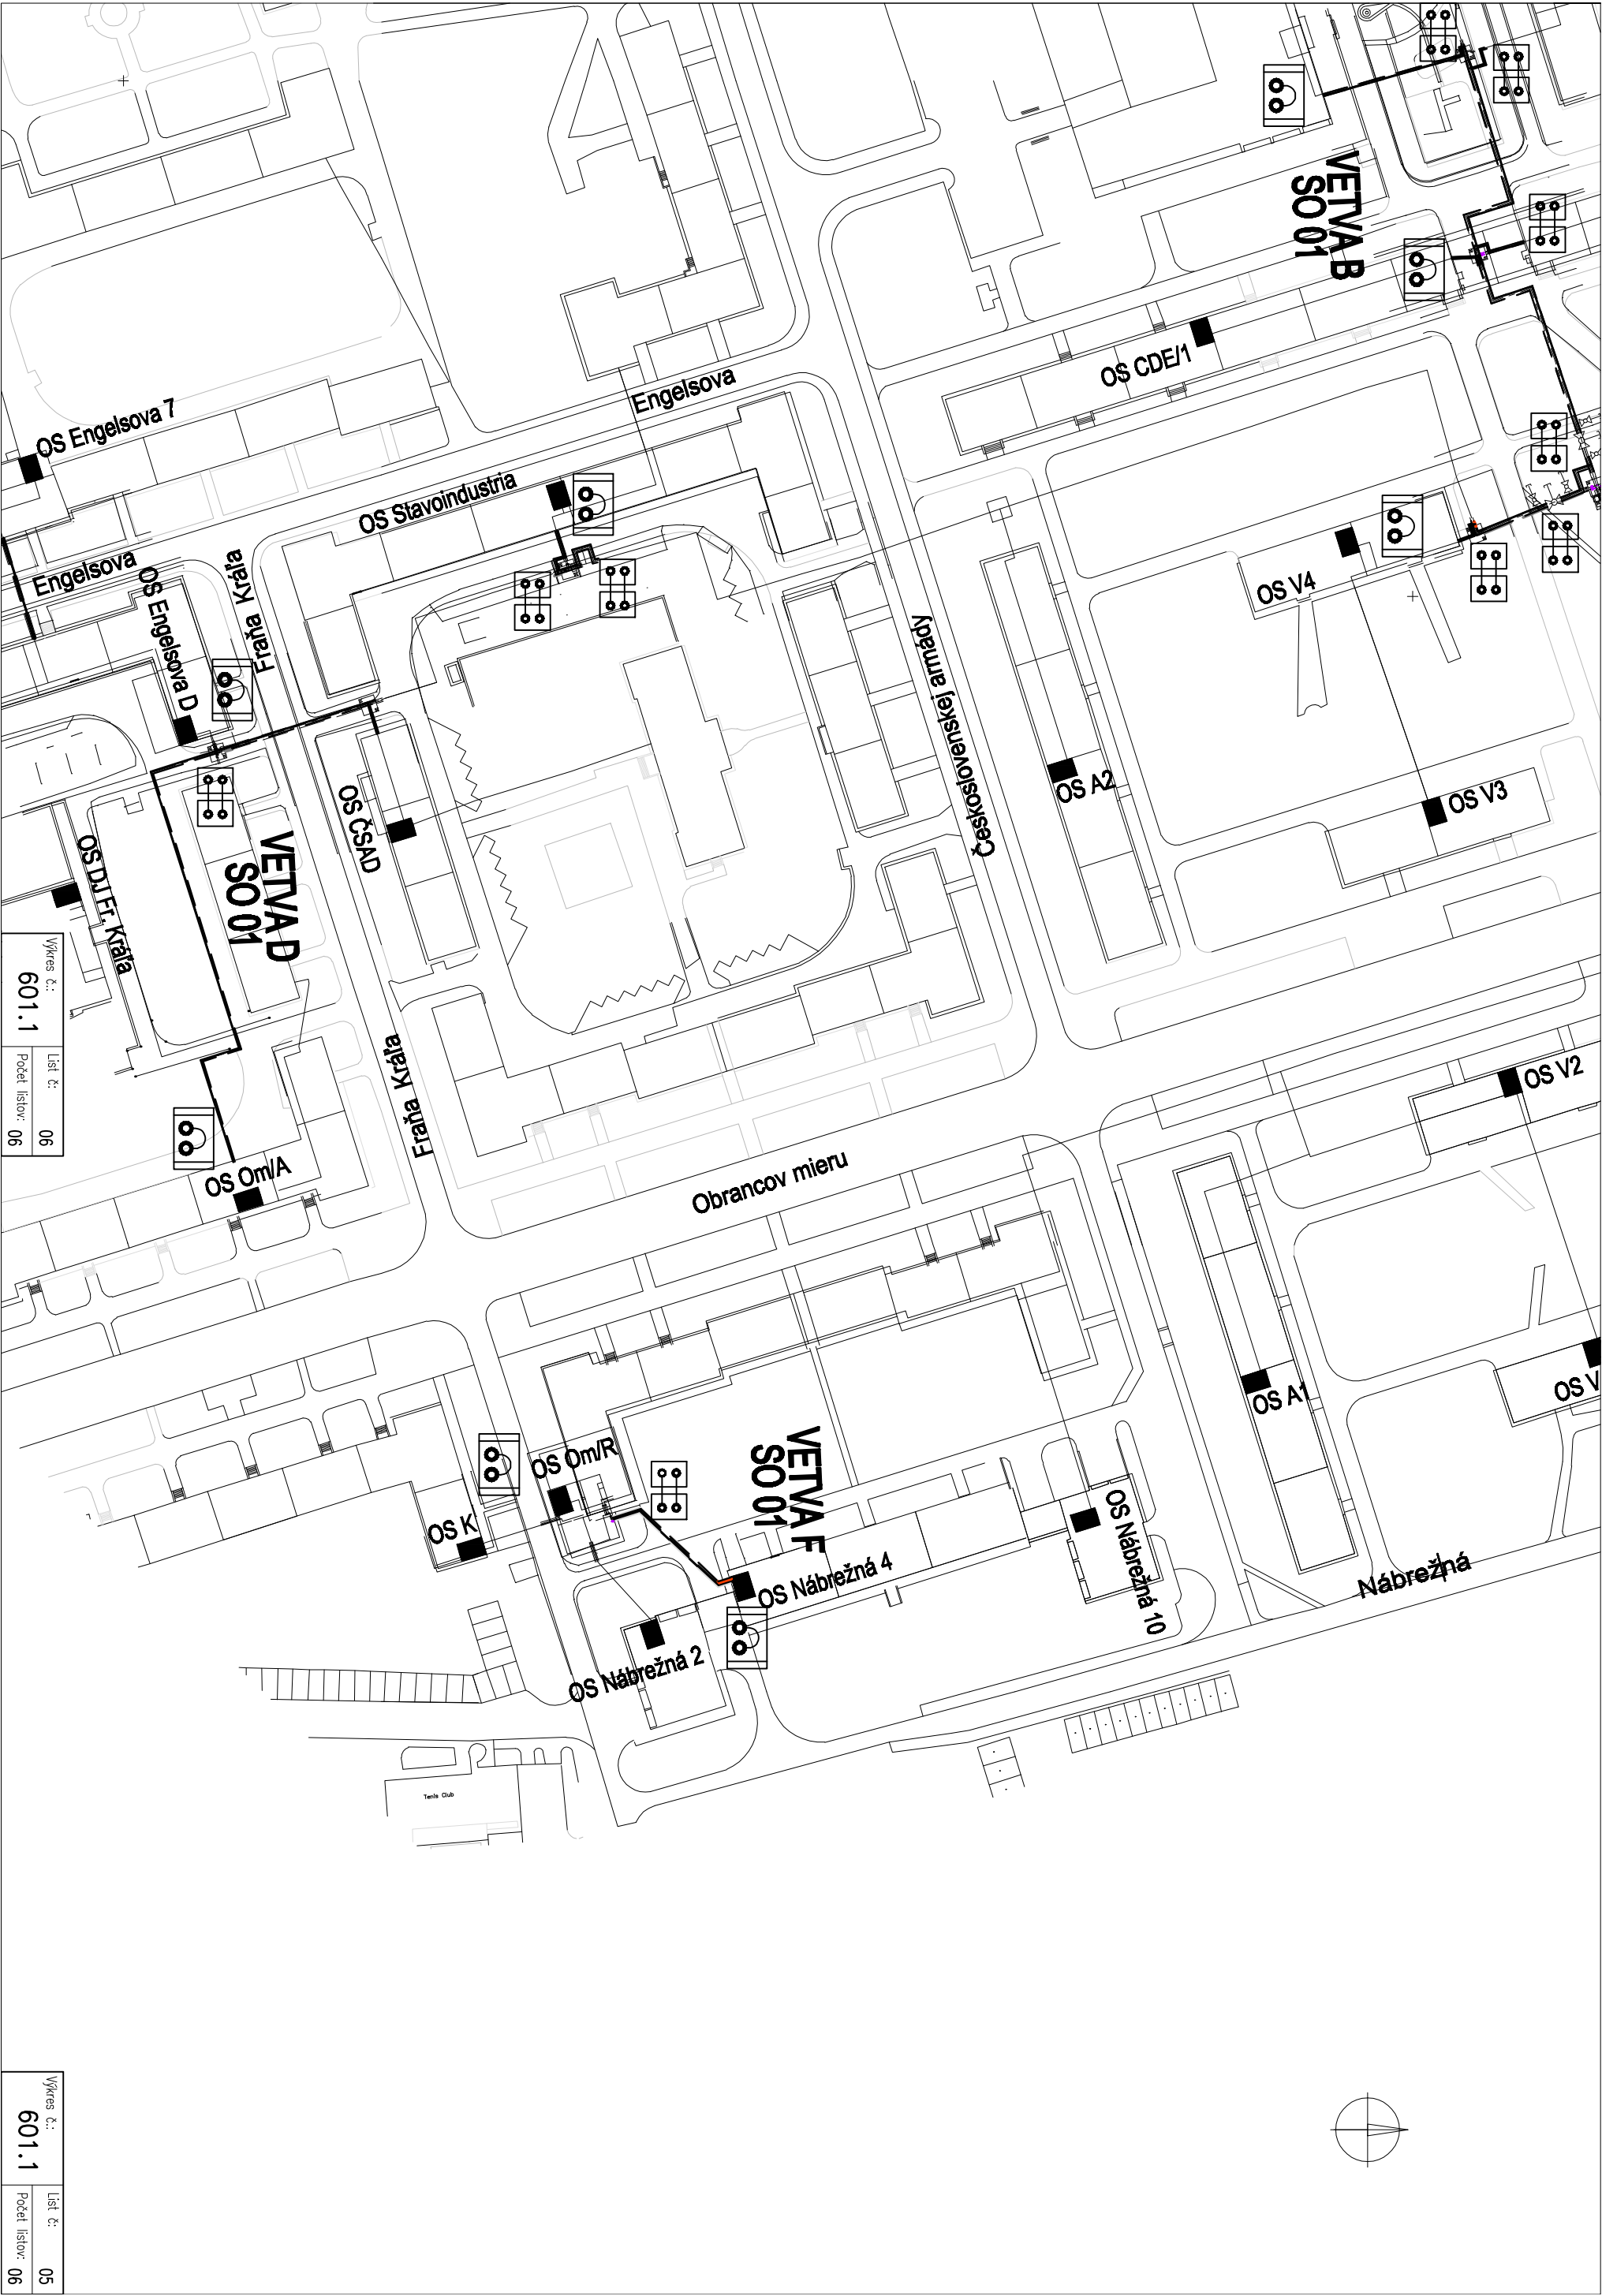 VETVA B
SO 01
OS CDE/1
Engelsova
OS Engelsova 7
OS Stavoindustria
Engelsova
OS Engelsova D
Fraňa Kráľa
OS V4
Československej armády
OS A2
OS V3
OS ČSAD
VETVA D
SO 01
OS DJ Fr. Kráľa
Výkres č.:
601.1
List č: 06
Počet listov: 06
Fraňa Kráľa
OS V2
OS Om/A
Obrancov mieru
OS A1
OS V
VETVA F
SO 01
OS Om/R
OS K
OS Nábrežná 4
OS Nábrežná 10
Nábrežná
OS Nábrežná 2
Tenis Club
Výkres č.:
601.1
List č: 05
Počet listov: 06